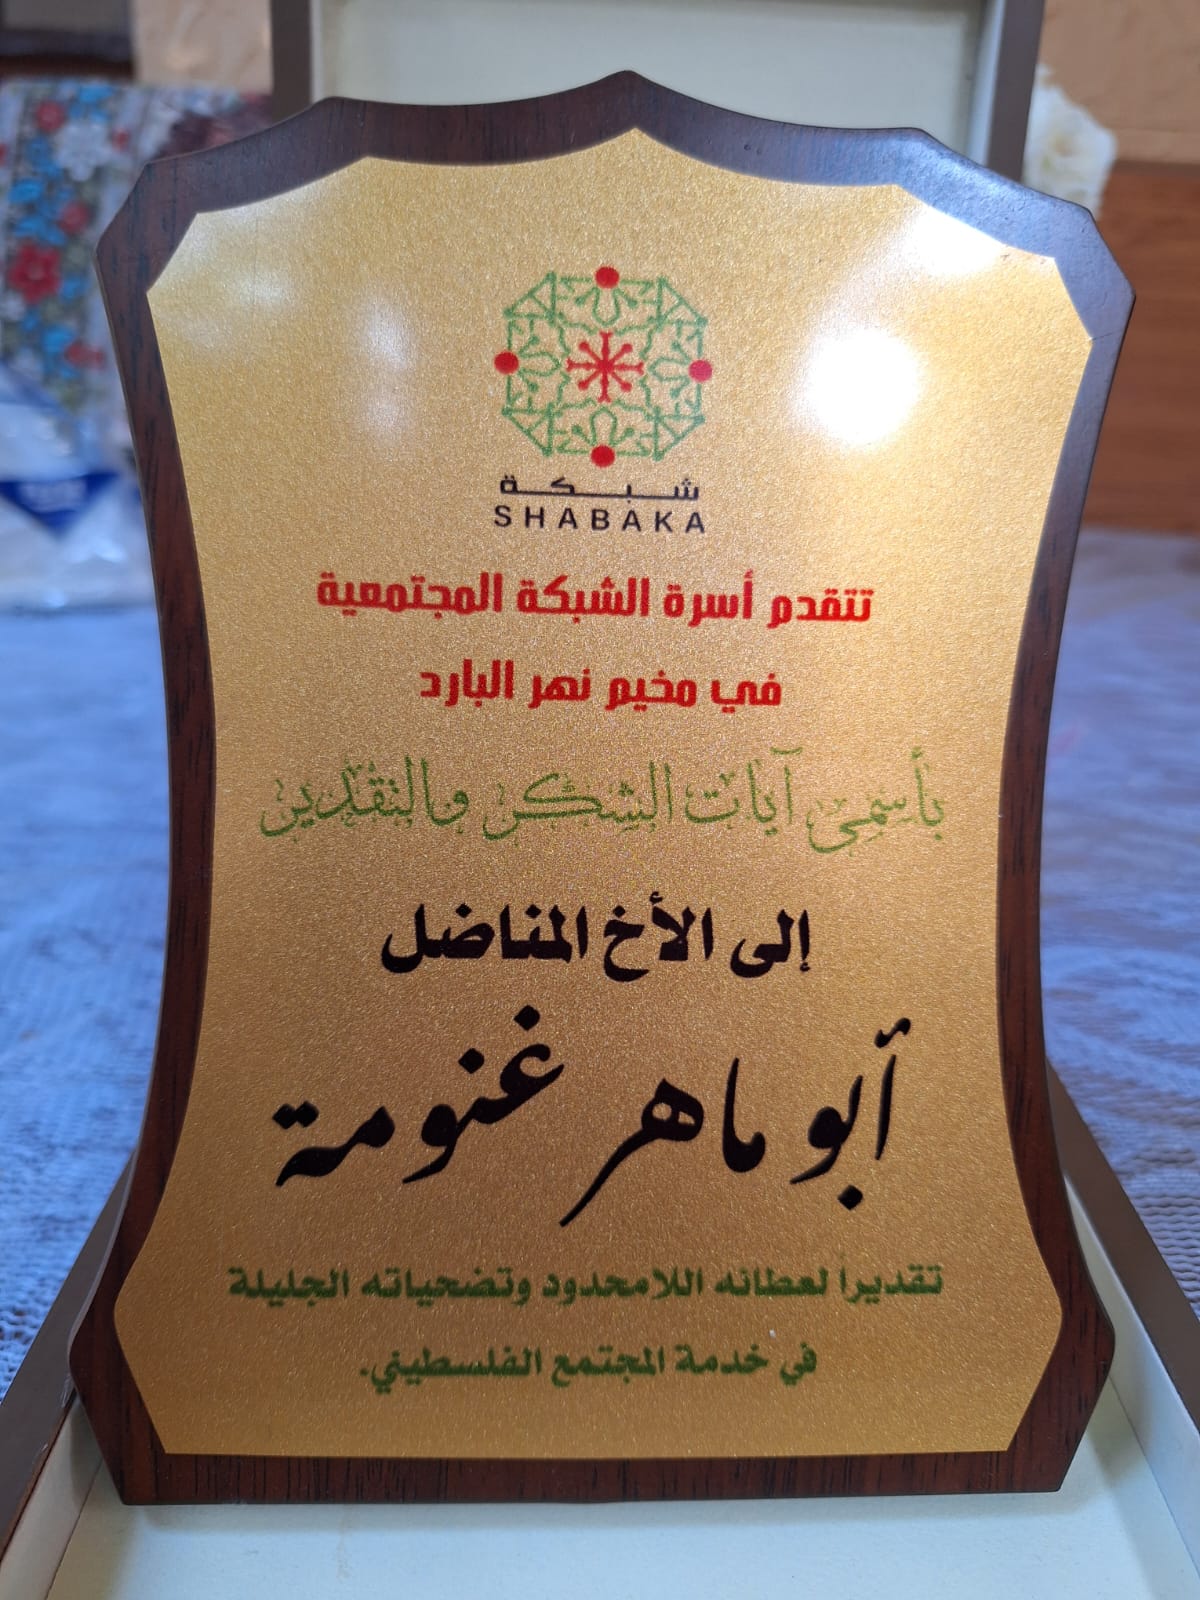 شبكة
SHABAKA
تتقدم أسرة الشبكة المجتمعية
في مخيم نهر البارد
بأسمى آيات الشكر والتقدير
إلى الأخ المناضل
أبو ماهر غنومة
تقديراً لعطائه اللامحدود وتضحياته الجليلة
في خدمة المجتمع الفلسطيني.